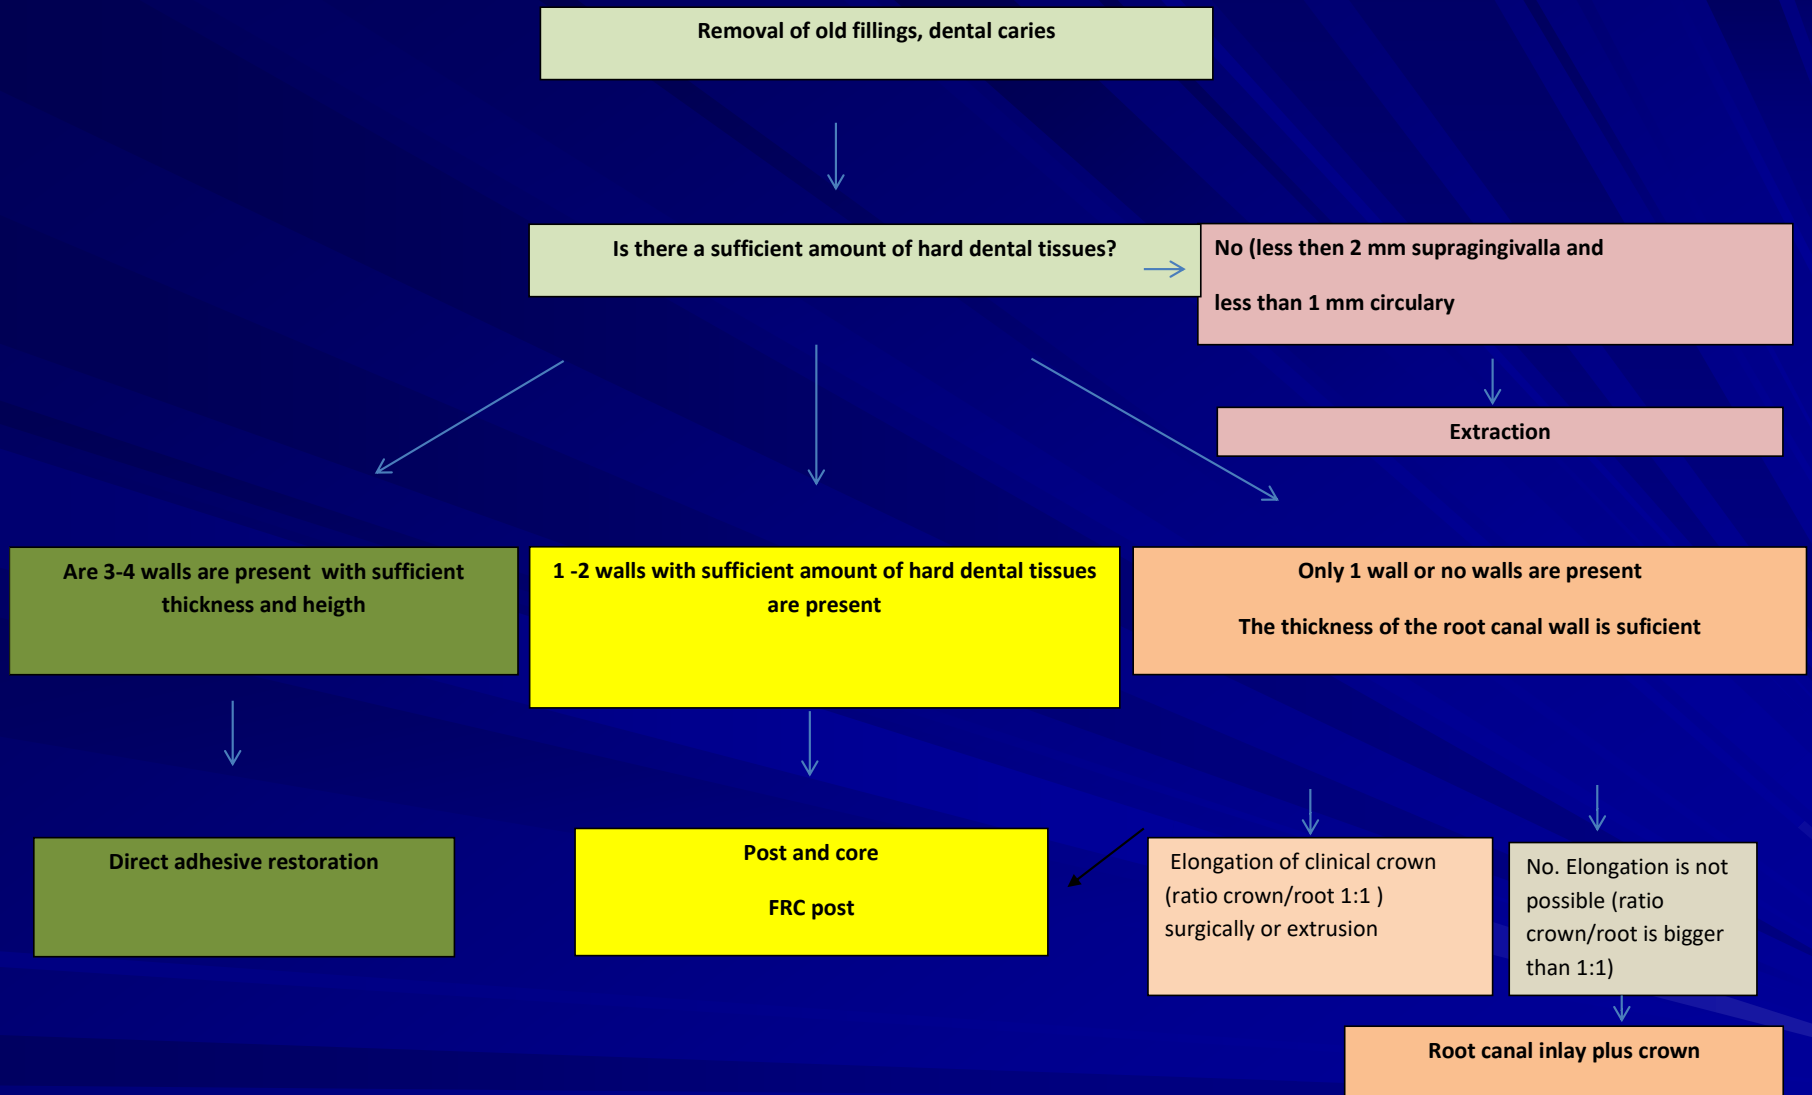 Removal of old fillings, dental caries
Is there a sufficient amount of hard dental tissues?
No (less then 2 mm supragingivalla and
less than 1 mm circulary
Extraction
Are 3-4 walls are present with sufficient
thickness and heigth
1 -2 walls with sufficient amount of hard dental tissues
are present
Only 1 wall or no walls are present
The thickness of the root canal wall is suficient
Direct adhesive restoration
Post and core
FRC post
Elongation of clinical crown
(ratio crown/root 1:1 )
surgically or extrusion
No. Elongation is not
possible (ratio
crown/root is bigger
than 1:1)
Root canal inlay plus crown